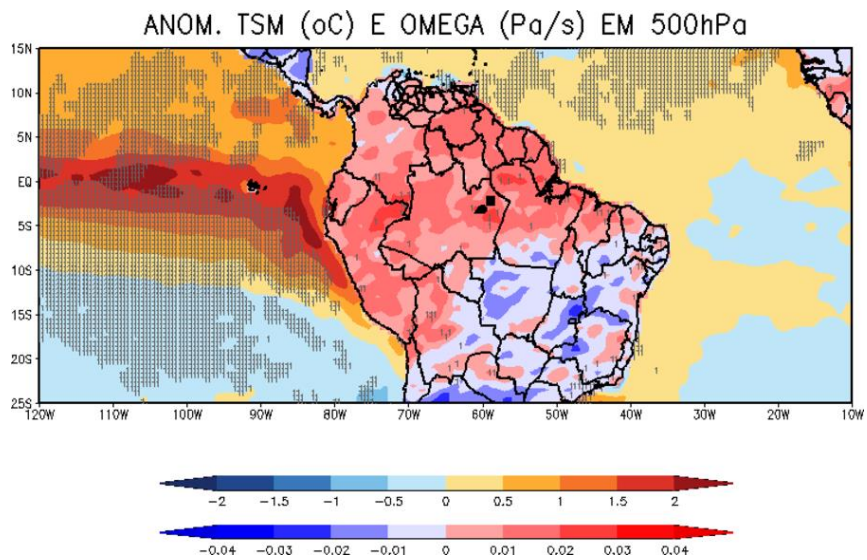 ANOM. TSM (oC) E OMEGA (Pa/s) EM 500hPa
15N
10N
5N
EQ
5S
10S
15S
20S
25S
120W 110W 100W 90W 80W 70W 60W 50W 40W 30W 20W 10W
-2 -1.5 -1 -0.5 0 0.5 1 1.5 2
-0.04 -0.03 -0.02 -0.01 0 0.01 0.02 0.03 0.04